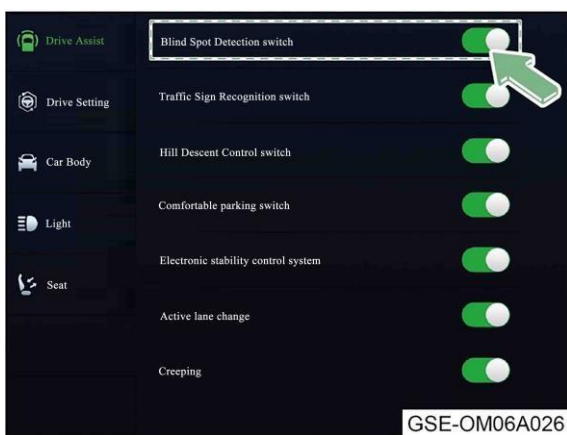 Drive Assist
Drive Setting
Car Body
Light
Seat
Blind Spot Detection switch
Traffic Sign Recognition switch
Hill Descent Control switch
Comfortable parking switch
Electronic stability control system
Active lane change
Creeping
GSE-OM06A026